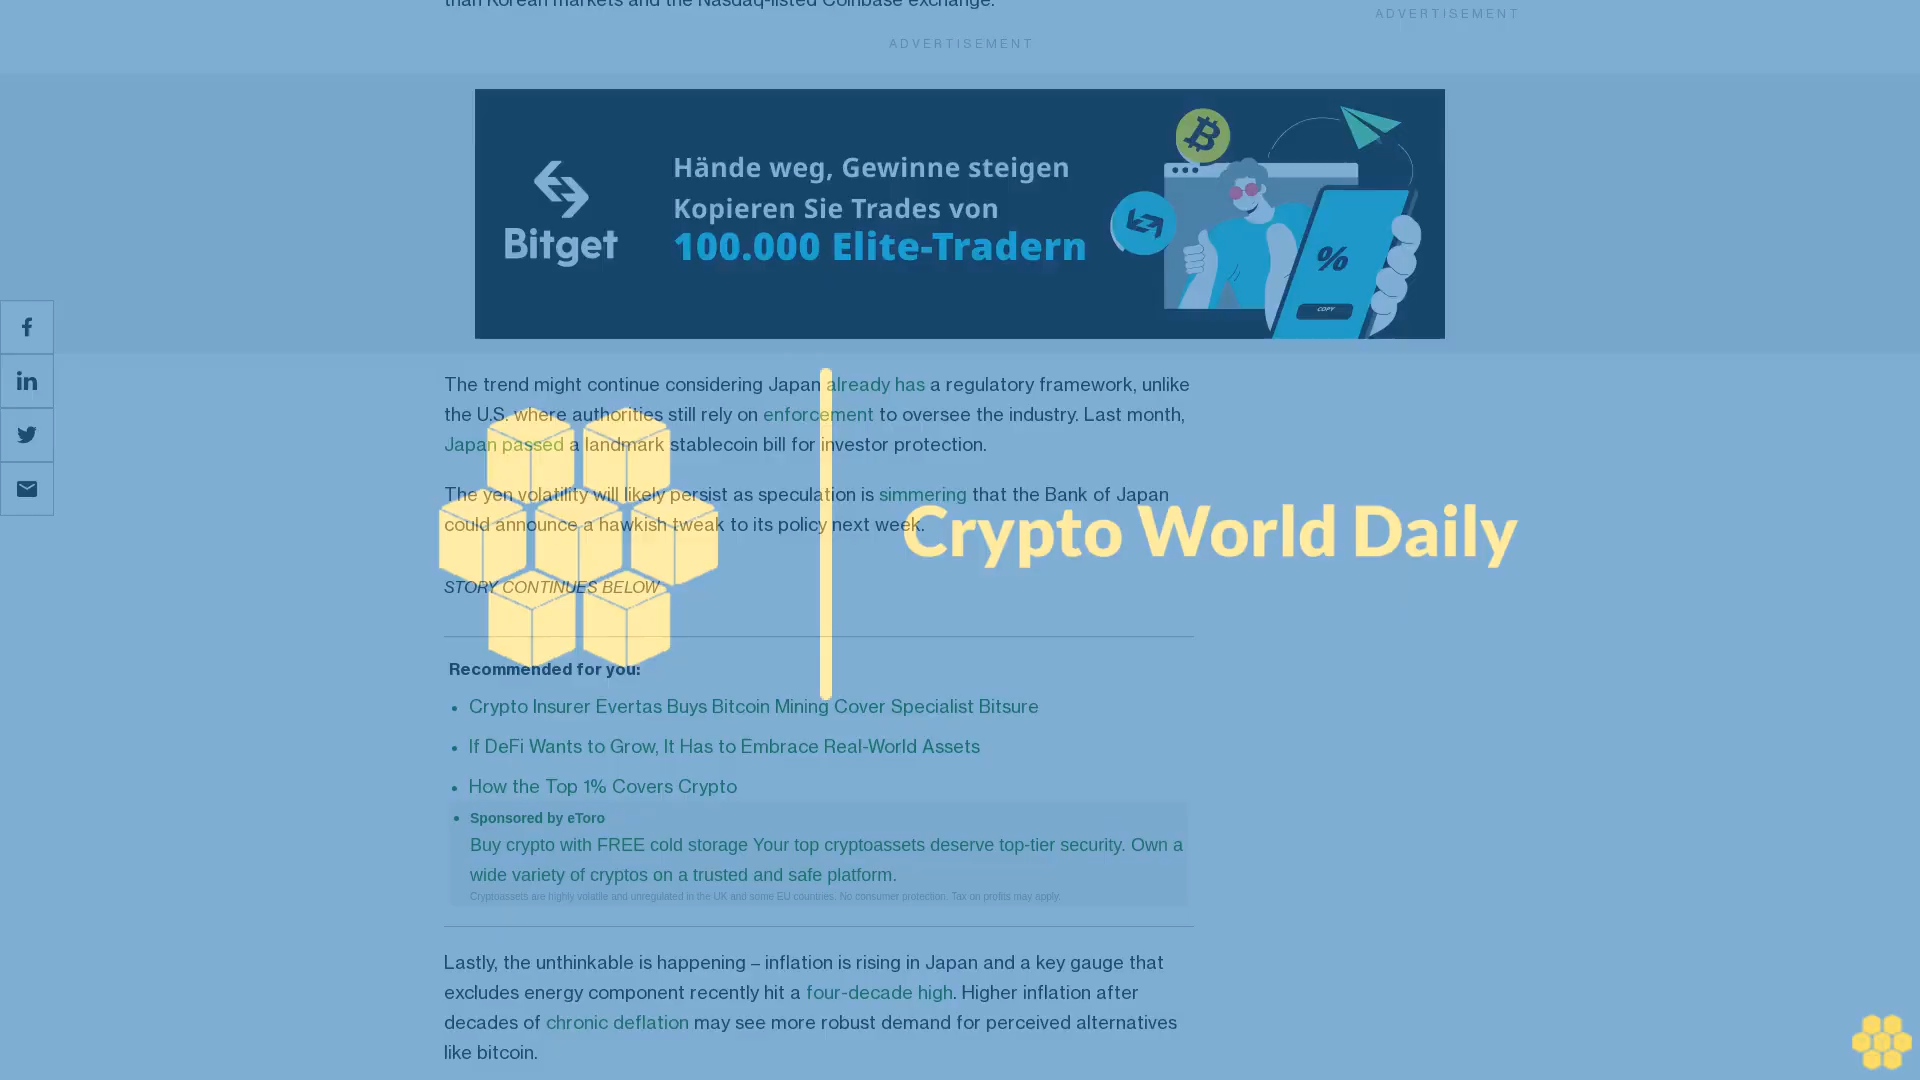 than Korean markets and the Nasdaq-listed Coinbase exchange.
ADVERTISEMENT
ADVERTISEMENT
Bitget
Hände weg, Gewinne steigen
Kopieren Sie Trades von
100.000 Elite-Tradern
%
COPY
The trend might continue considering Japan already has a regulatory framework, unlike
the U.S. where authorities still rely on enforcement to oversee the industry. Last month,
Japan passed a landmark stablecoin bill for investor protection.
The yen volatility will likely persist as speculation is simmering that the Bank of Japan
could announce a hawkish tweak to its policy next week.
Crypto World Daily
STORY CONTINUES BELOW
Recommended for you:
• Crypto Insurer Evertas Buys Bitcoin Mining Cover Specialist Bitsure
• If DeFi Wants to Grow, It Has to Embrace Real-World Assets
• How the Top 1% Covers Crypto
• Sponsored by eToro
Buy crypto with FREE cold storage Your top cryptoassets deserve top-tier security. Own a
wide variety of cryptos on a trusted and safe platform.
Cryptoassets are highly volatile and unregulated in the UK and some EU countries. No consumer protection. Tax on profits may apply.
Lastly, the unthinkable is happening – inflation is rising in Japan and a key gauge that
excludes energy component recently hit a four-decade high. Higher inflation after
decades of chronic deflation may see more robust demand for perceived alternatives
like bitcoin.